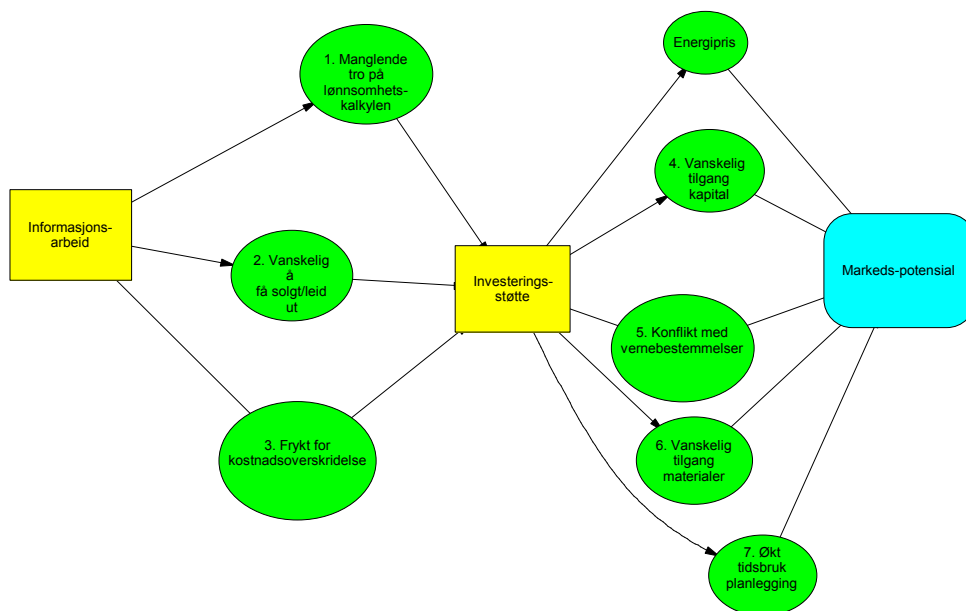 Informasjons-
arbeid
1. Manglende
tro på
lønnsomhets-
kalkylen
2. Vanskelig
å
få solgt/leid
ut
3. Frykt for
kostnadsoverskridelse
Investerings-
støtte
Energipris
4. Vanskelig
tilgang
kapital
5. Konflikt med
vernebestemmelser
6. Vanskelig
tilgang
materialer
7. Økt
tidsbruk
planlegging
Markeds-potensial